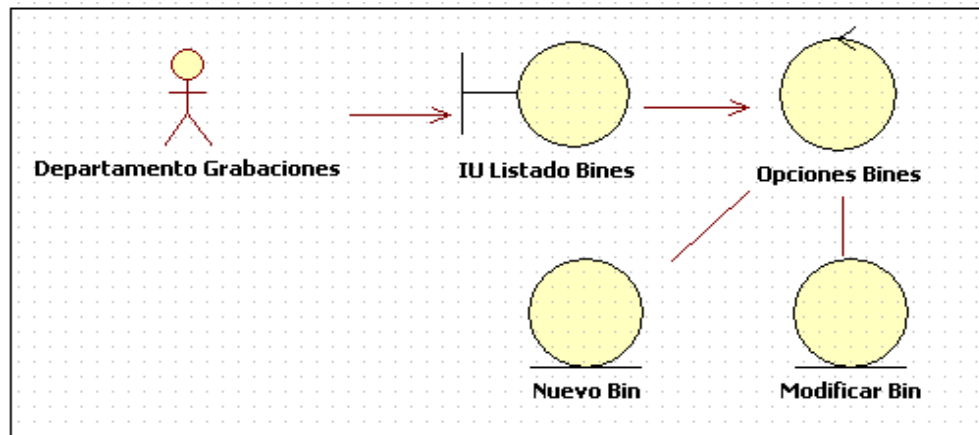 Departamento Grabaciones
IU Listado Bines
Opciones Bines
Nuevo Bin
Modificar Bin